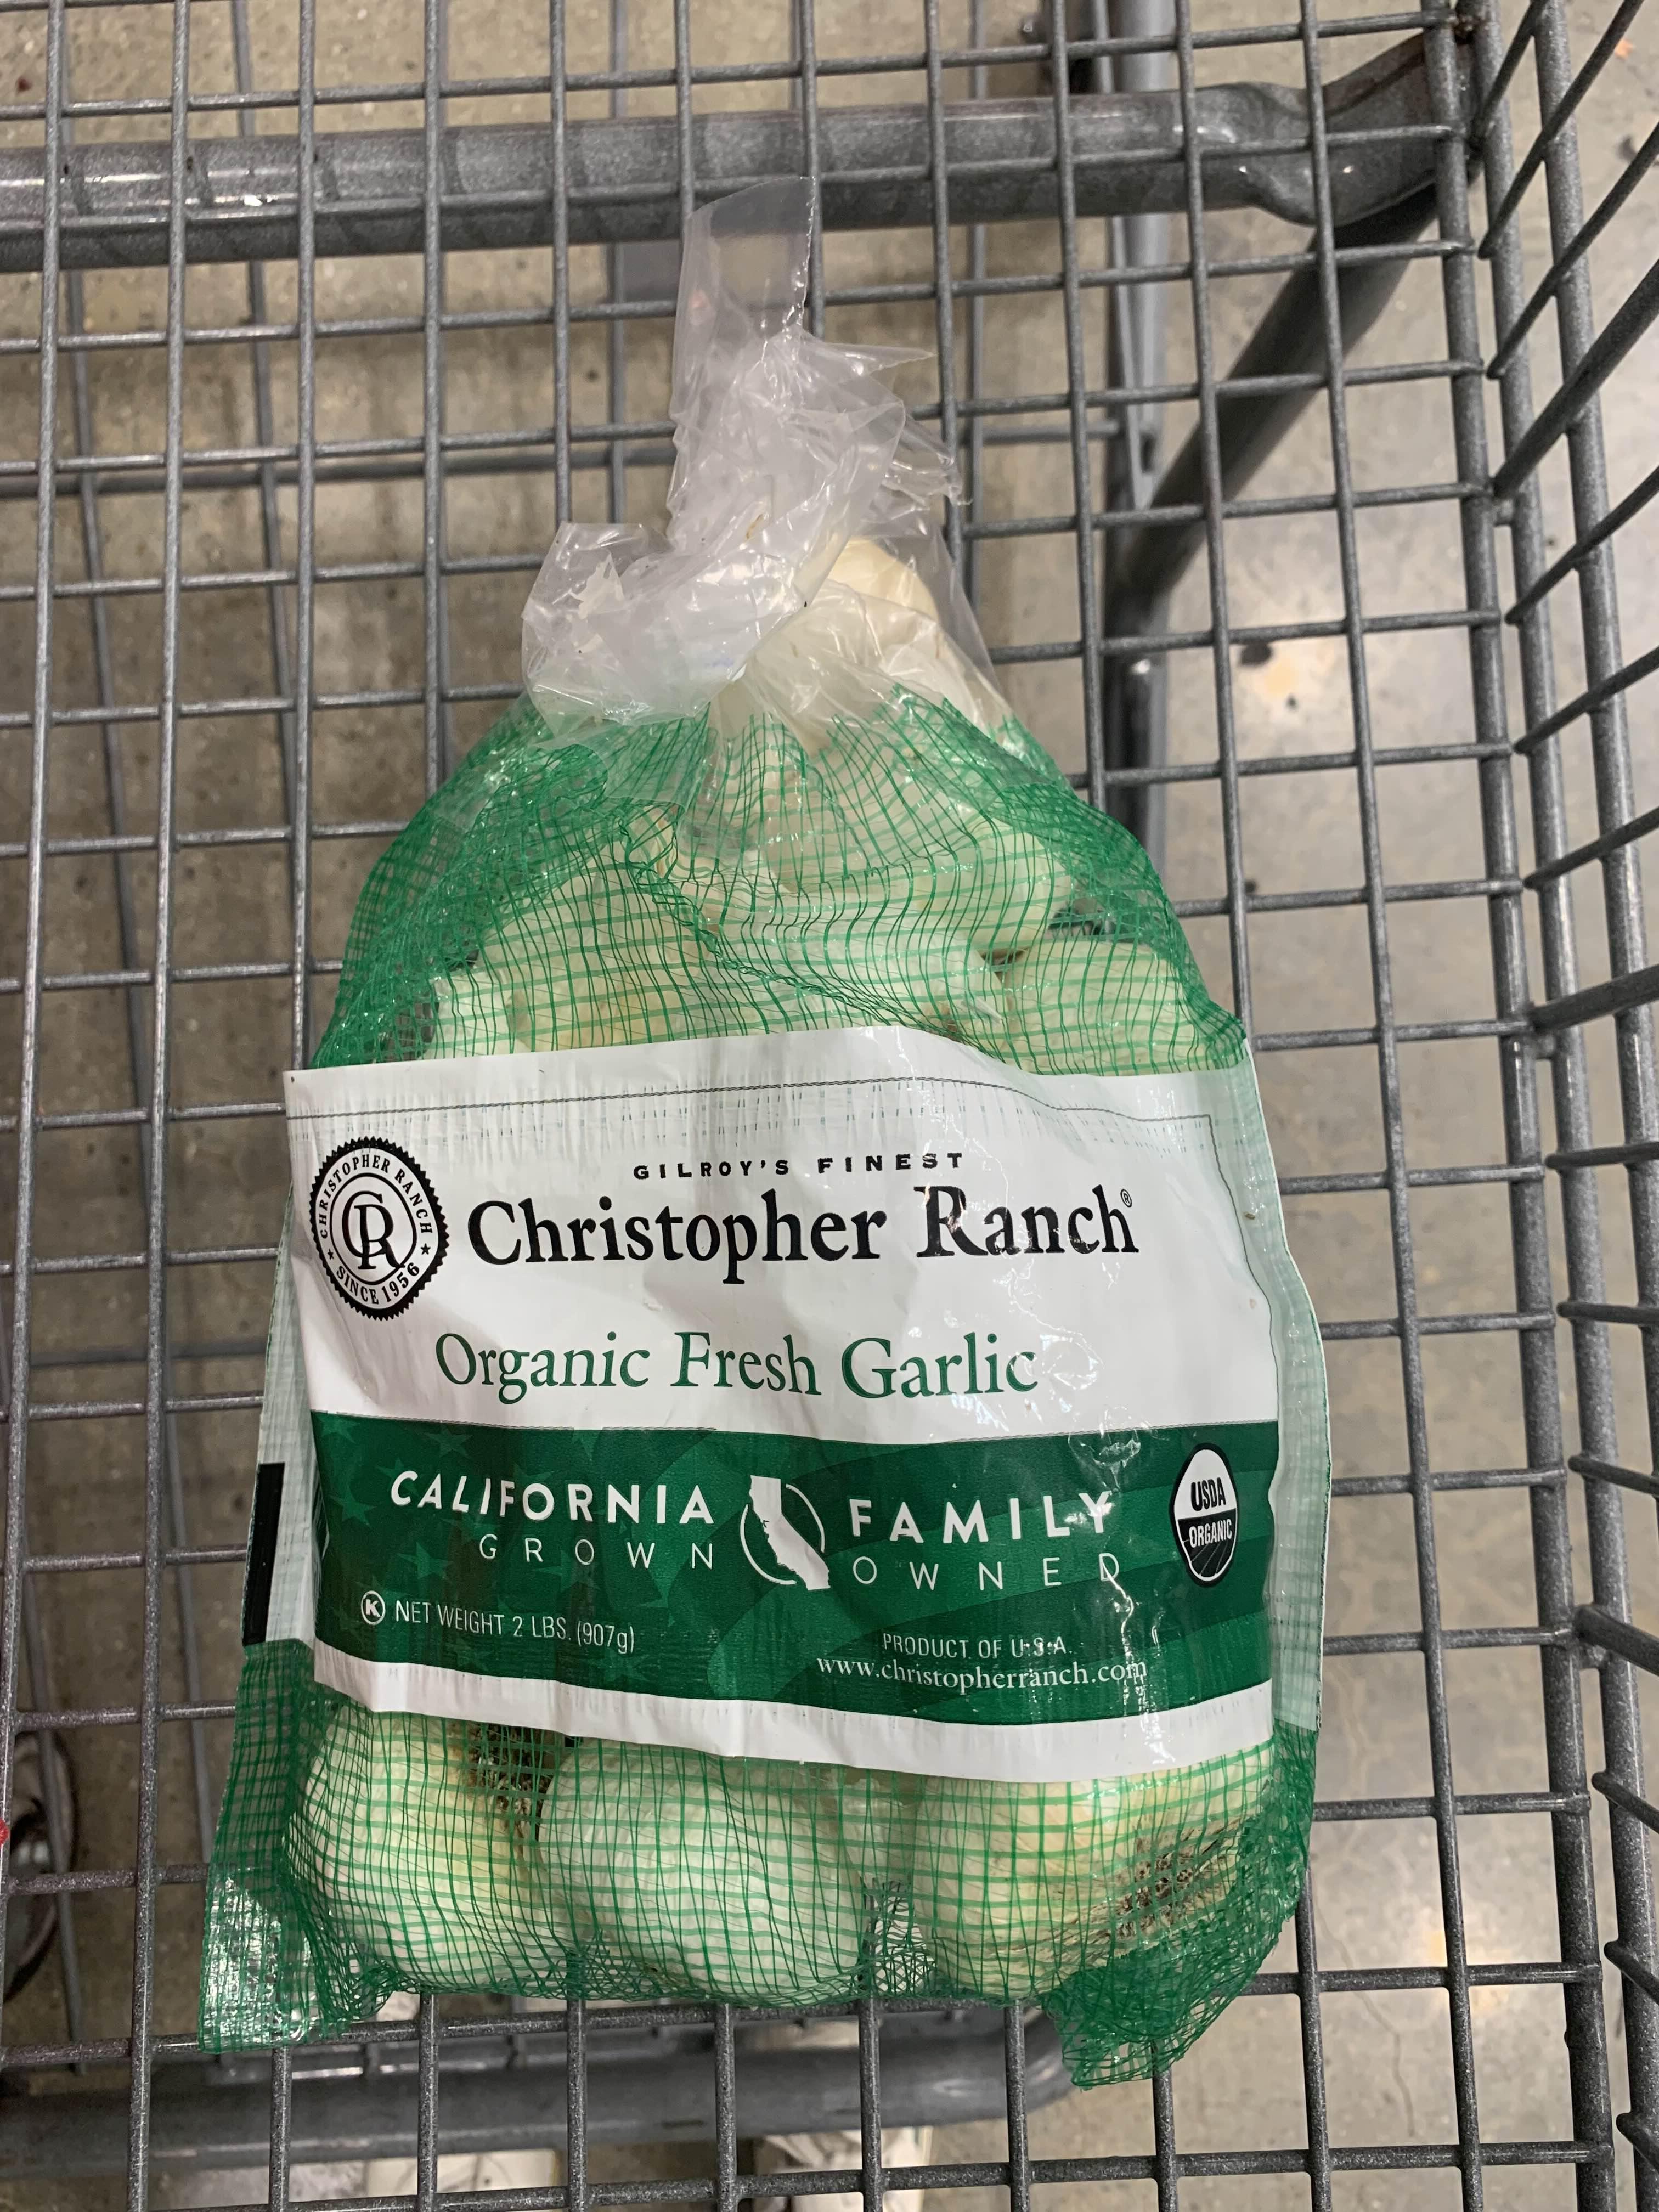 GILROY'S FINEST
Christopher Ranch®
CHRISTOPHER RANCH
CR
★ SINCE 1956 ★
Organic Fresh Garlic
CALIFORNIA
GROWN
FAMILY
OWNED
USDA
ORGANIC
K NET WEIGHT 2 LBS. (907g)
PRODUCT OF U.S.A.
www.christopherranch.com